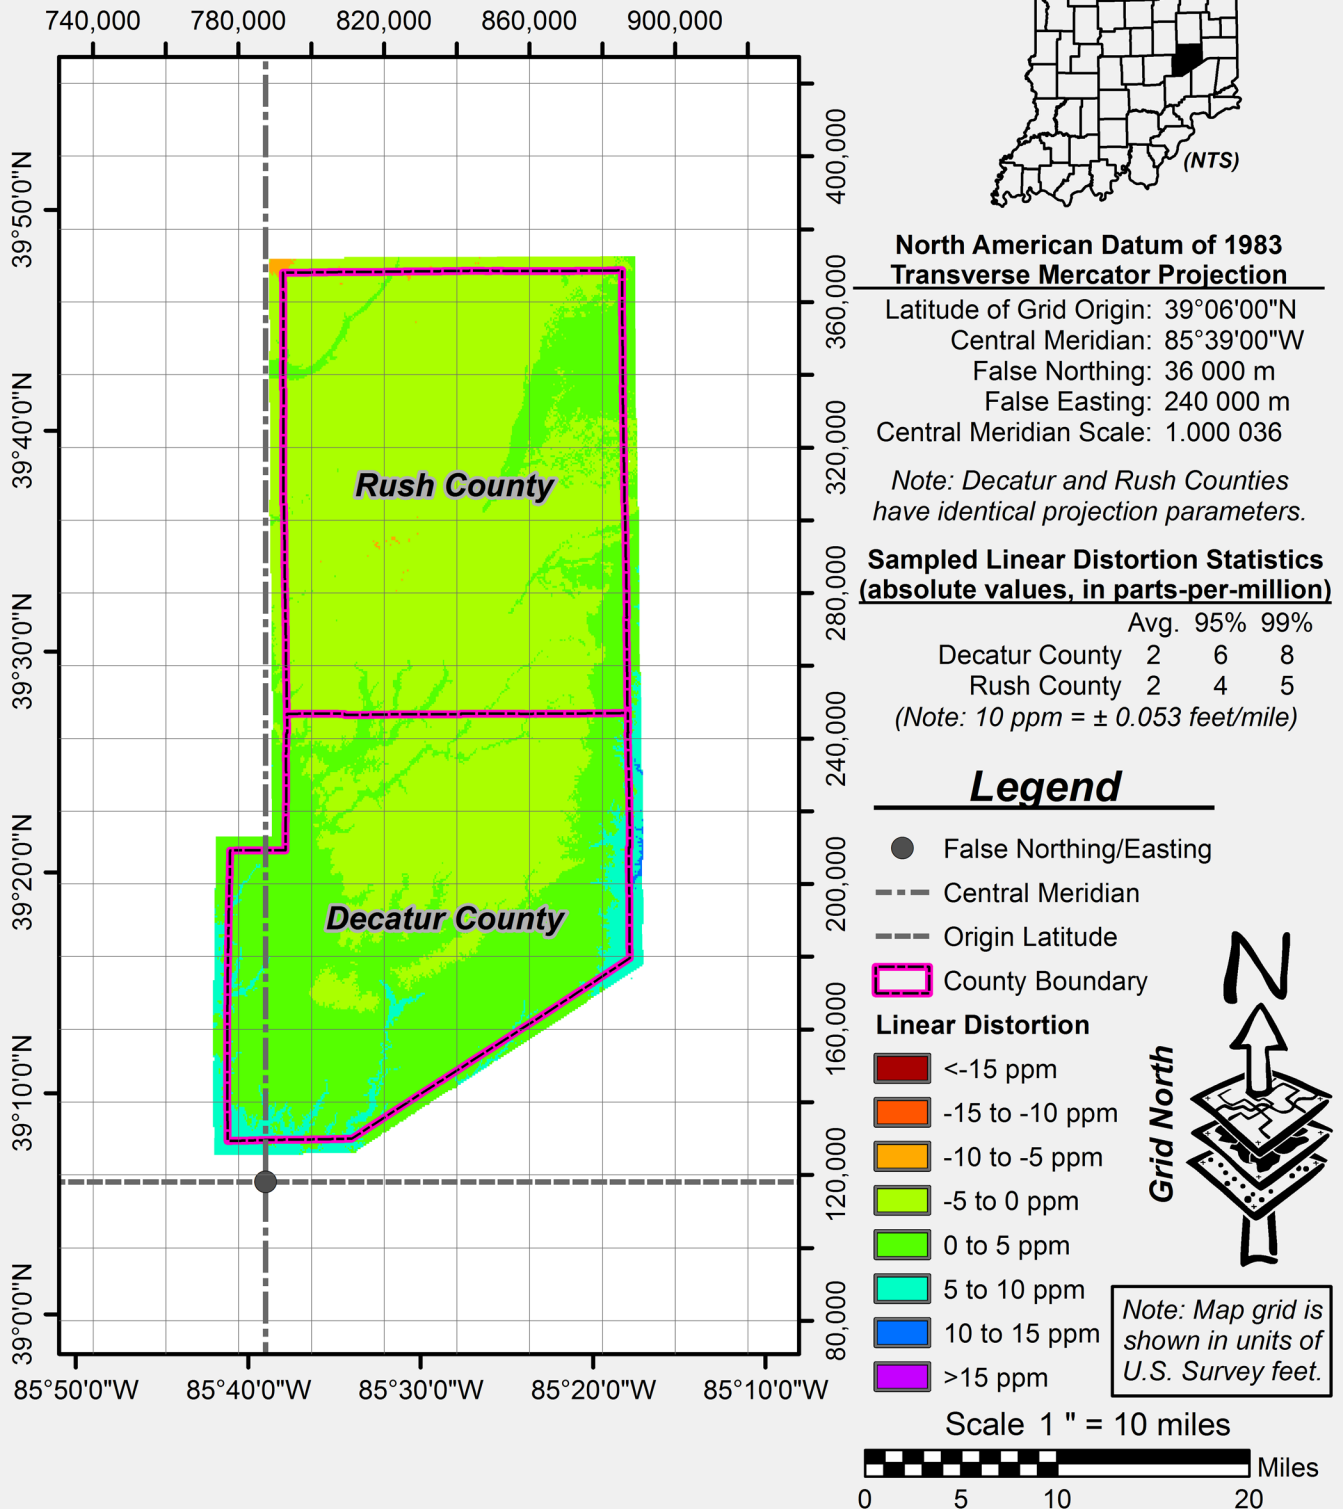 740,000
780,000
820,000
860,000
900,000
39°50'0"N
39°40'0"N
39°30'0"N
39°20'0"N
39°10'0"N
39°0'0"N
Rush County
Decatur County
400,000
360,000
320,000
280,000
240,000
200,000
160,000
120,000
80,000
85°50'0"W
85°40'0"W
85°30'0"W
85°20'0"W
85°10'0"W
(NTS)
North American Datum of 1983
Transverse Mercator Projection
Latitude of Grid Origin: 39°06'00"N
Central Meridian: 85°39'00"W
False Northing: 36 000 m
False Easting: 240 000 m
Central Meridian Scale: 1.000 036
Note: Decatur and Rush Counties
have identical projection parameters.
Sampled Linear Distortion Statistics
(absolute values, in parts-per-million)
Avg. 95% 99%
Decatur County 2 6 8
Rush County 2 4 5
(Note: 10 ppm = ± 0.053 feet/mile)
Legend
False Northing/Easting
Central Meridian
Origin Latitude
County Boundary
Linear Distortion
<-15 ppm
-15 to -10 ppm
-10 to -5 ppm
-5 to 0 ppm
0 to 5 ppm
5 to 10 ppm
10 to 15 ppm
>15 ppm
N
Grid North
Note: Map grid is
shown in units of
U.S. Survey feet.
Scale 1 " = 10 miles
Miles
0 5 10 20